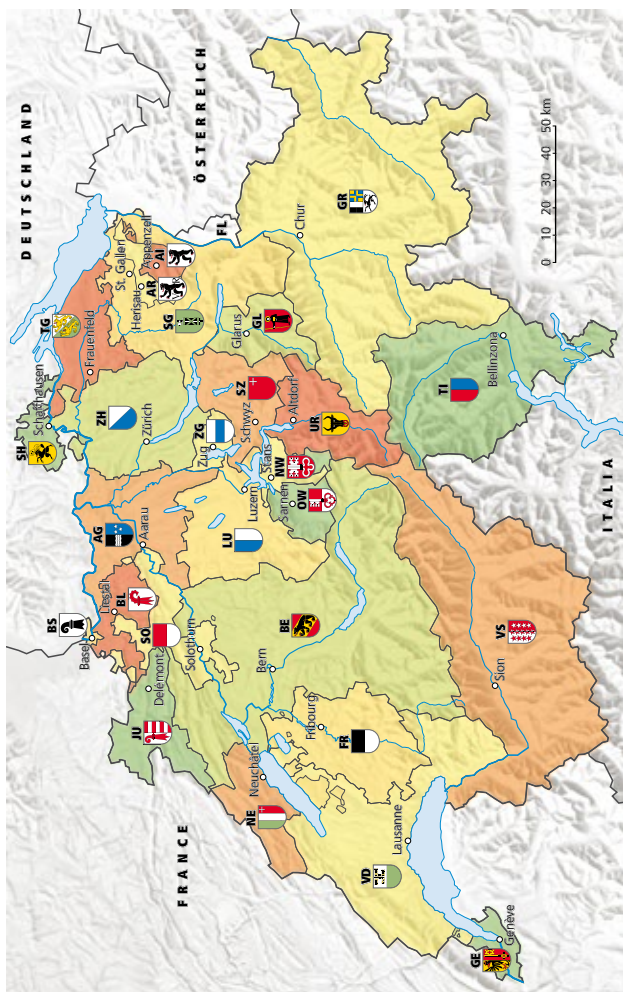 DEUTSCHLAND
ÖSTERREICH
FRANCE
ITALIA
FL
SH
Schaffhausen
TG
Frauenfeld
BS
Basel
BL
Liestal
AG
Aarau
ZH
Zürich
St. Gallen
Herisau
AR
Appenzell
AI
SG
JU
Delémont
SO
Solothurn
LU
Luzern
ZG
Zug
SZ
Schwyz
GL
Glarus
NE
Neuchâtel
BE
Bern
OW
Sarnen
NW
Stans
UR
Altdorf
GR
Chur
FR
Fribourg
VD
Lausanne
VS
Sion
TI
Bellinzona
GE
Genève
0 10 20 30 40 50 km